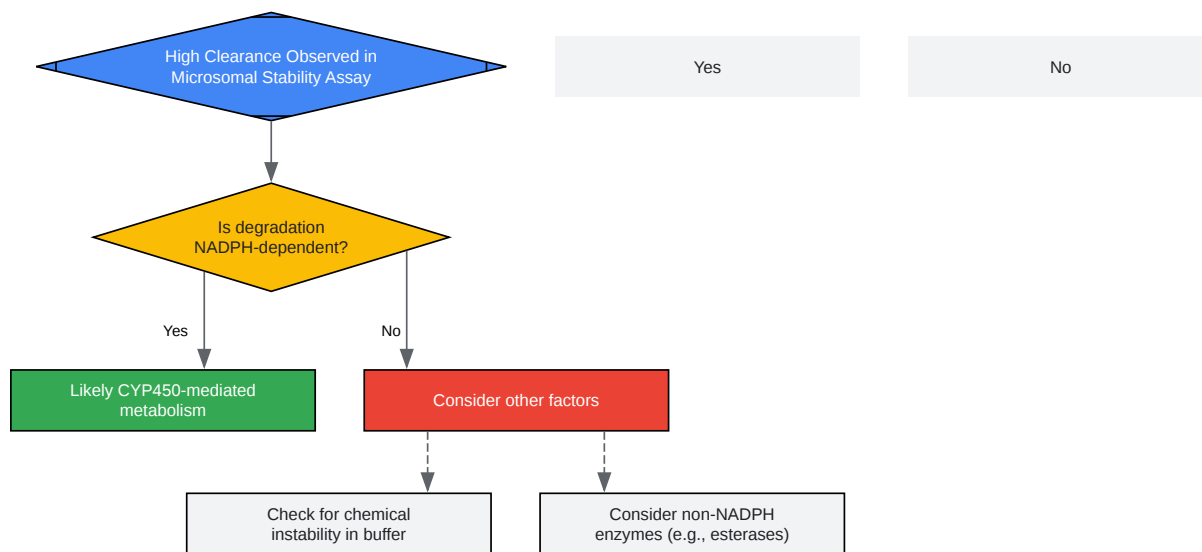 High Clearance Observed in
Microsomal Stability Assay
Yes
No
Is degradation
NADPH-dependent?
Yes
No
Likely CYP450-mediated
metabolism
Consider other factors
Check for chemical
instability in buffer
Consider non-NADPH
enzymes (e.g., esterases)